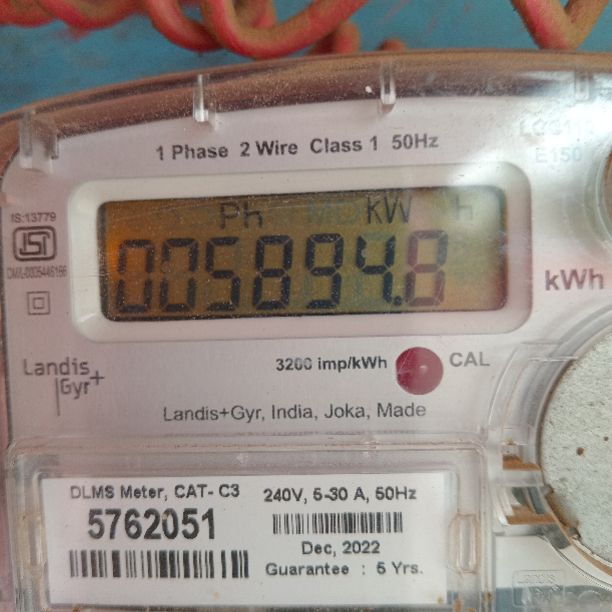 1 Phase 2 Wire Class 1 50Hz
E150
IS:13779
ISI
Ph kW h
005894.8
kWh
3200 imp/kWh
CAL
Landis
Gyr+
Landis+Gyr, India, Joka, Made
DLMS Meter, CAT- C3
5762051
240V, 5-30 A, 50Hz
Dec, 2022
Guarantee : 5 Yrs.